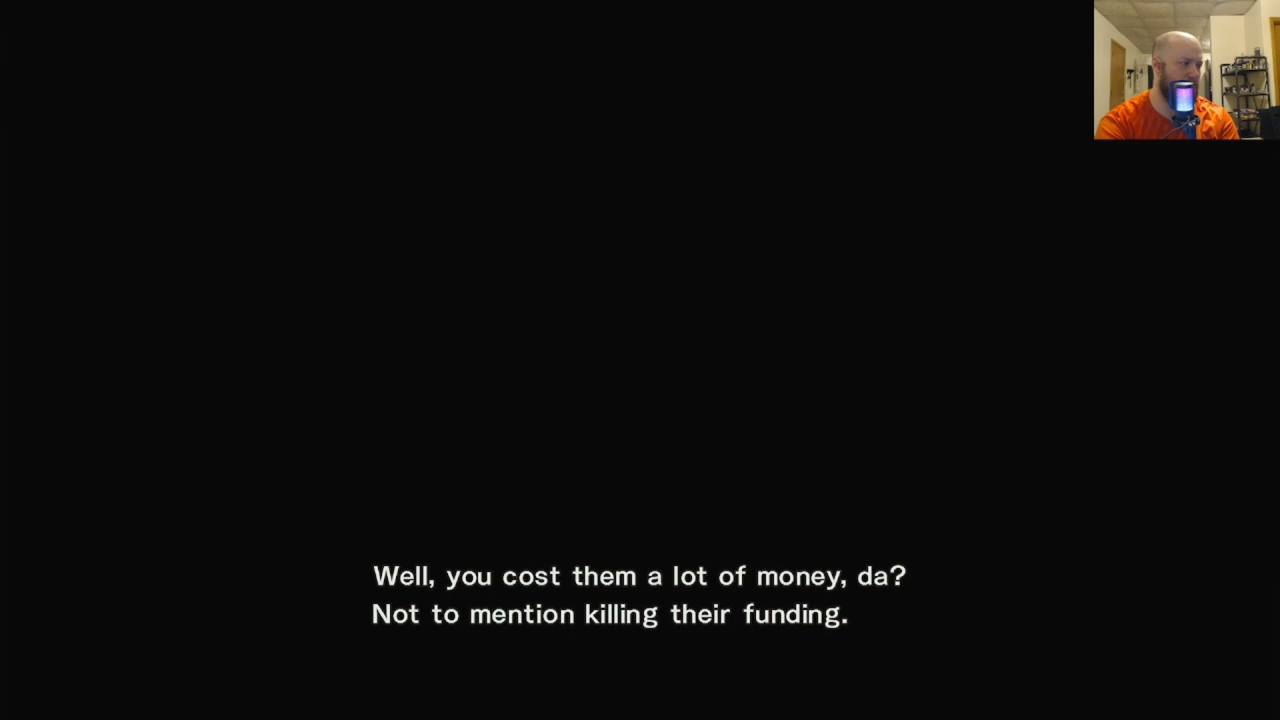 Well, you cost them a lot of money, da?
Not to mention killing their funding.